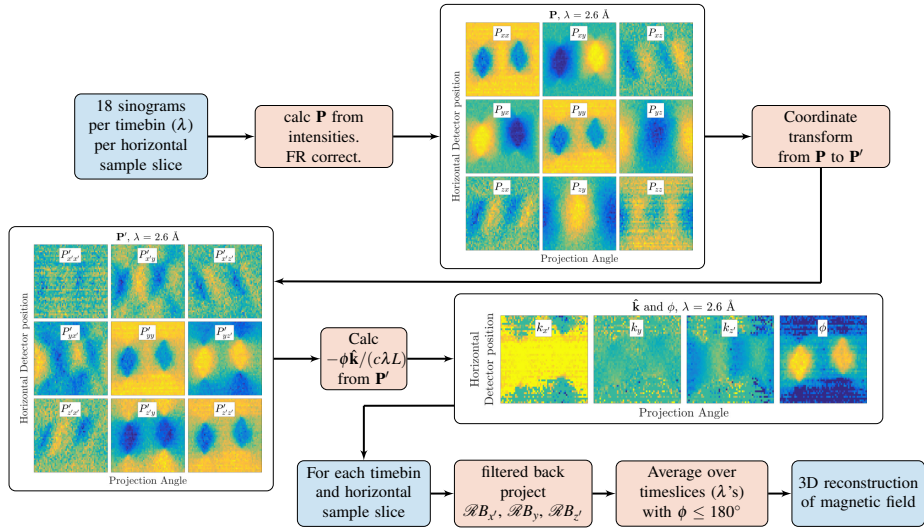 18 sinograms
per timebin (λ)
per horizontal
sample slice
calc P from
intensities.
FR correct.
P, λ = 2.6 Å
Horizontal Detector position
P_xx
P_xy
P_xz
P_yx
P_yy
P_yz
P_zx
P_zy
P_zz
Projection Angle
Coordinate
transform
from P to P′
P′, λ = 2.6 Å
Horizontal Detector position
P′_x′x′
P′_x′y
P′_x′z′
P′_yx′
P′_yy
P′_yz′
P′_z′x′
P′_z′y
P′_z′z′
Projection Angle
Calc
−ϕk̂/(cλL)
from P′
k̂ and ϕ, λ = 2.6 Å
Horizontal
Detector position
k_x′
k_y
k_z′
ϕ
Projection Angle
For each timebin
and horizontal
sample slice
filtered back
project
ℛB_x′, ℛB_y, ℛB_z′
Average over
timeslices (λ's)
with ϕ ≤ 180°
3D reconstruction
of magnetic field